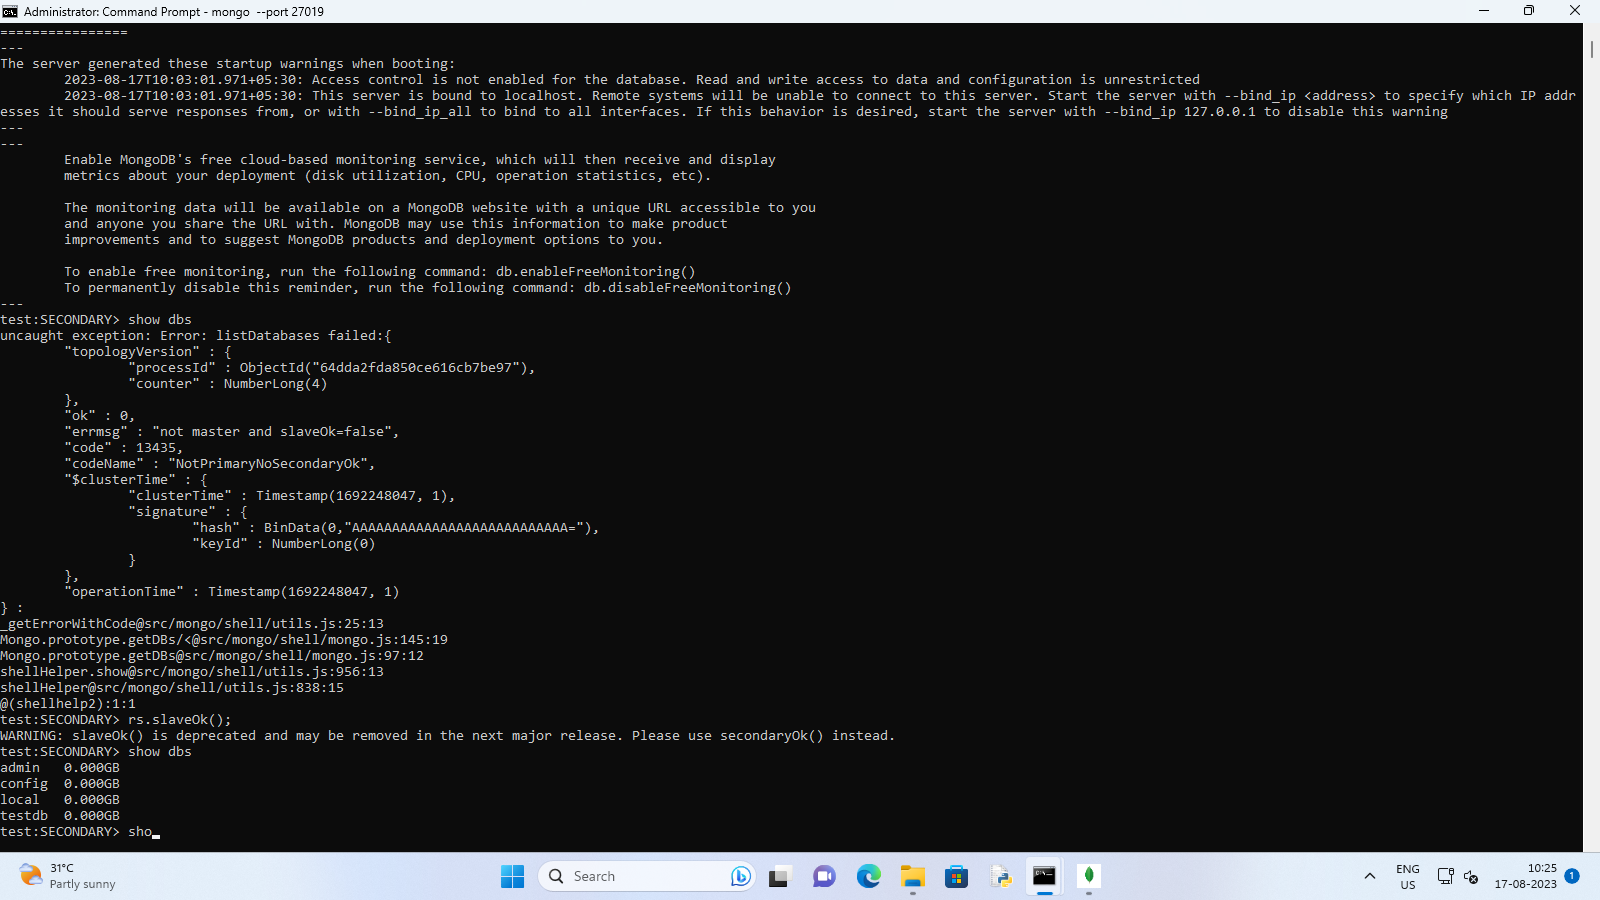 Administrator: Command Prompt - mongo  --port 27019
================
---
The server generated these startup warnings when booting:
        2023-08-17T10:03:01.971+05:30: Access control is not enabled for the database. Read and write access to data and configuration is unrestricted
        2023-08-17T10:03:01.971+05:30: This server is bound to localhost. Remote systems will be unable to connect to this server. Start the server with --bind_ip <address> to specify which IP addr
esses it should serve responses from, or with --bind_ip_all to bind to all interfaces. If this behavior is desired, start the server with --bind_ip 127.0.0.1 to disable this warning
---
---
        Enable MongoDB's free cloud-based monitoring service, which will then receive and display
        metrics about your deployment (disk utilization, CPU, operation statistics, etc).
        The monitoring data will be available on a MongoDB website with a unique URL accessible to you
        and anyone you share the URL with. MongoDB may use this information to make product
        improvements and to suggest MongoDB products and deployment options to you.
        To enable free monitoring, run the following command: db.enableFreeMonitoring()
        To permanently disable this reminder, run the following command: db.disableFreeMonitoring()
---
test:SECONDARY> show dbs
uncaught exception: Error: listDatabases failed:{
        "topologyVersion" : {
                "processId" : ObjectId("64dda2fda850ce616cb7be97"),
                "counter" : NumberLong(4)
        },
        "ok" : 0,
        "errmsg" : "not master and slaveOk=false",
        "code" : 13435,
        "codeName" : "NotPrimaryNoSecondaryOk",
        "$clusterTime" : {
                "clusterTime" : Timestamp(1692248047, 1),
                "signature" : {
                        "hash" : BinData(0,"AAAAAAAAAAAAAAAAAAAAAAAAAAA="),
                        "keyId" : NumberLong(0)
                }
        },
        "operationTime" : Timestamp(1692248047, 1)
} :
_getErrorWithCode@src/mongo/shell/utils.js:25:13
Mongo.prototype.getDBs/<@src/mongo/shell/mongo.js:145:19
Mongo.prototype.getDBs@src/mongo/shell/mongo.js:97:12
shellHelper.show@src/mongo/shell/utils.js:956:13
shellHelper@src/mongo/shell/utils.js:838:15
@(shellhelp2):1:1
test:SECONDARY> rs.slaveOk();
WARNING: slaveOk() is deprecated and may be removed in the next major release. Please use secondaryOk() instead.
test:SECONDARY> show dbs
admin   0.000GB
config  0.000GB
local   0.000GB
testdb  0.000GB
test:SECONDARY> sho
31°C
Partly sunny
Search
ENG
US
10:25
17-08-2023
1